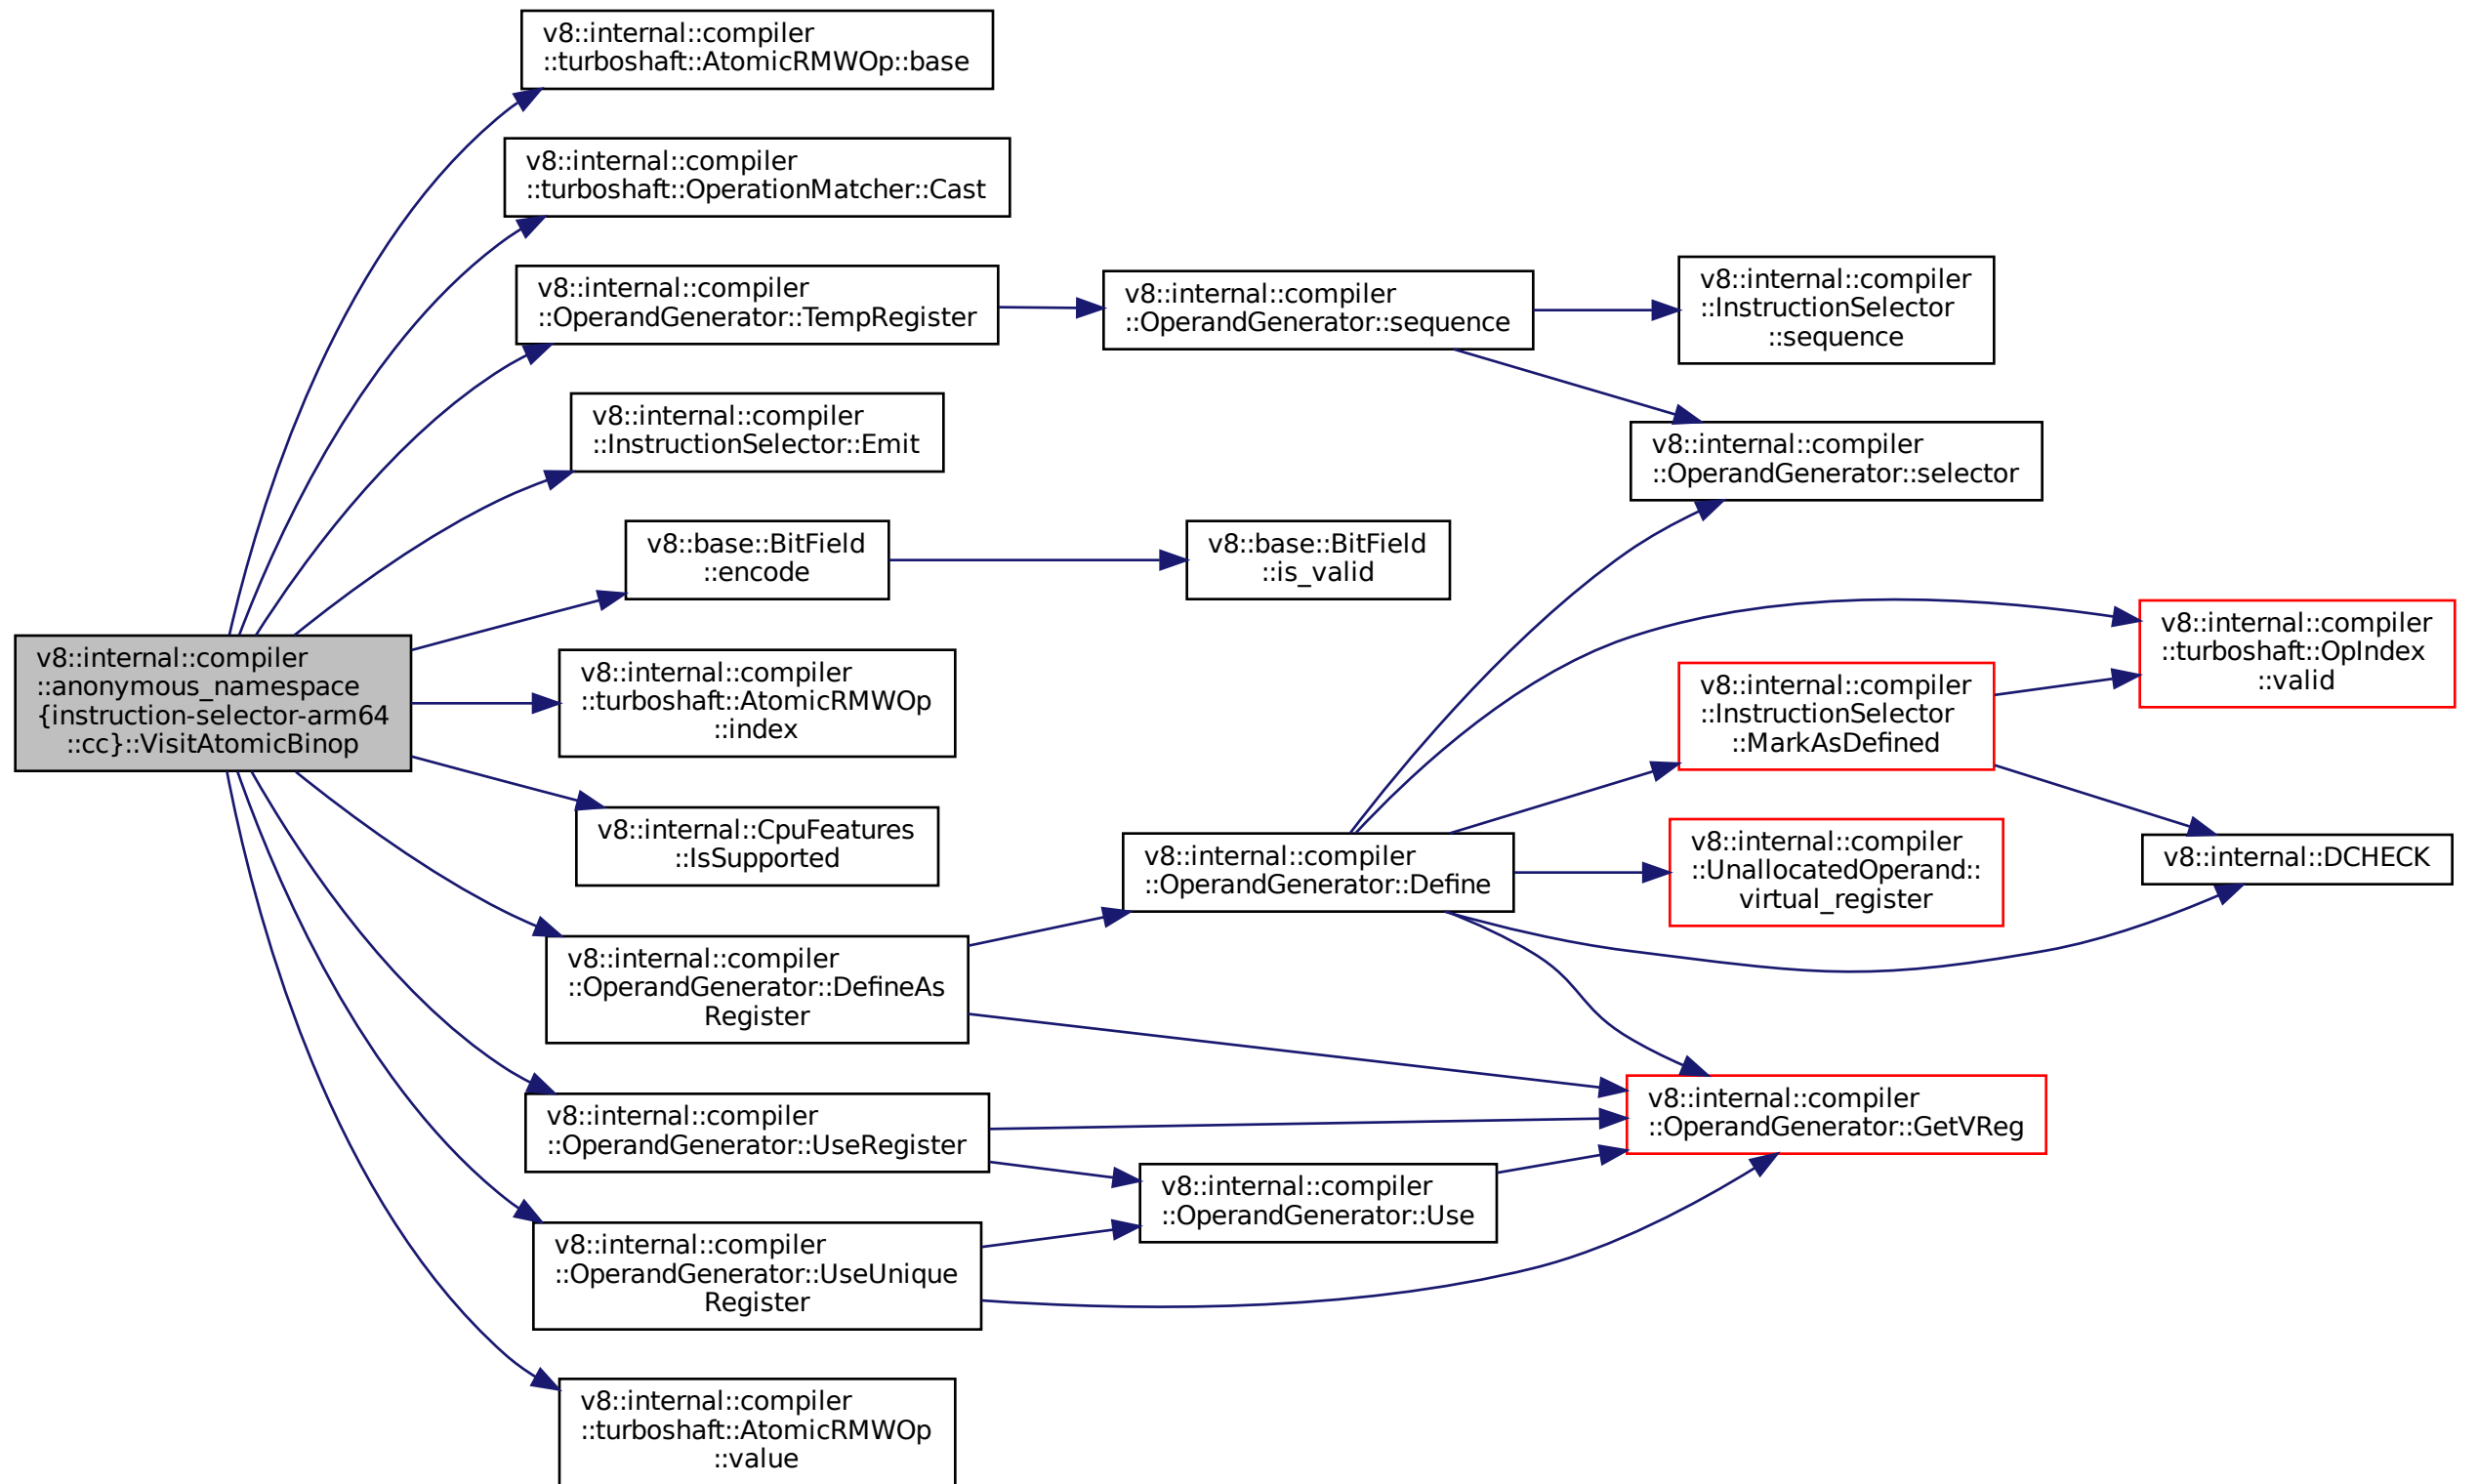 v8::internal::compiler
::turboshaft::AtomicRMWOp::base
v8::internal::compiler
::turboshaft::OperationMatcher::Cast
v8::internal::compiler
::OperandGenerator::TempRegister
v8::internal::compiler
::OperandGenerator::sequence
v8::internal::compiler
::InstructionSelector
::sequence
v8::internal::compiler
::InstructionSelector::Emit
v8::internal::compiler
::OperandGenerator::selector
v8::base::BitField
::encode
v8::base::BitField
::is_valid
v8::internal::compiler
::anonymous_namespace
{instruction-selector-arm64
::cc}::VisitAtomicBinop
v8::internal::compiler
::turboshaft::AtomicRMWOp
::index
v8::internal::compiler
::InstructionSelector
::MarkAsDefined
v8::internal::compiler
::turboshaft::OpIndex
::valid
v8::internal::CpuFeatures
::IsSupported
v8::internal::compiler
::OperandGenerator::Define
v8::internal::compiler
::UnallocatedOperand::
virtual_register
v8::internal::DCHECK
v8::internal::compiler
::OperandGenerator::DefineAs
Register
v8::internal::compiler
::OperandGenerator::UseRegister
v8::internal::compiler
::OperandGenerator::GetVReg
v8::internal::compiler
::OperandGenerator::Use
v8::internal::compiler
::OperandGenerator::UseUnique
Register
v8::internal::compiler
::turboshaft::AtomicRMWOp
::value